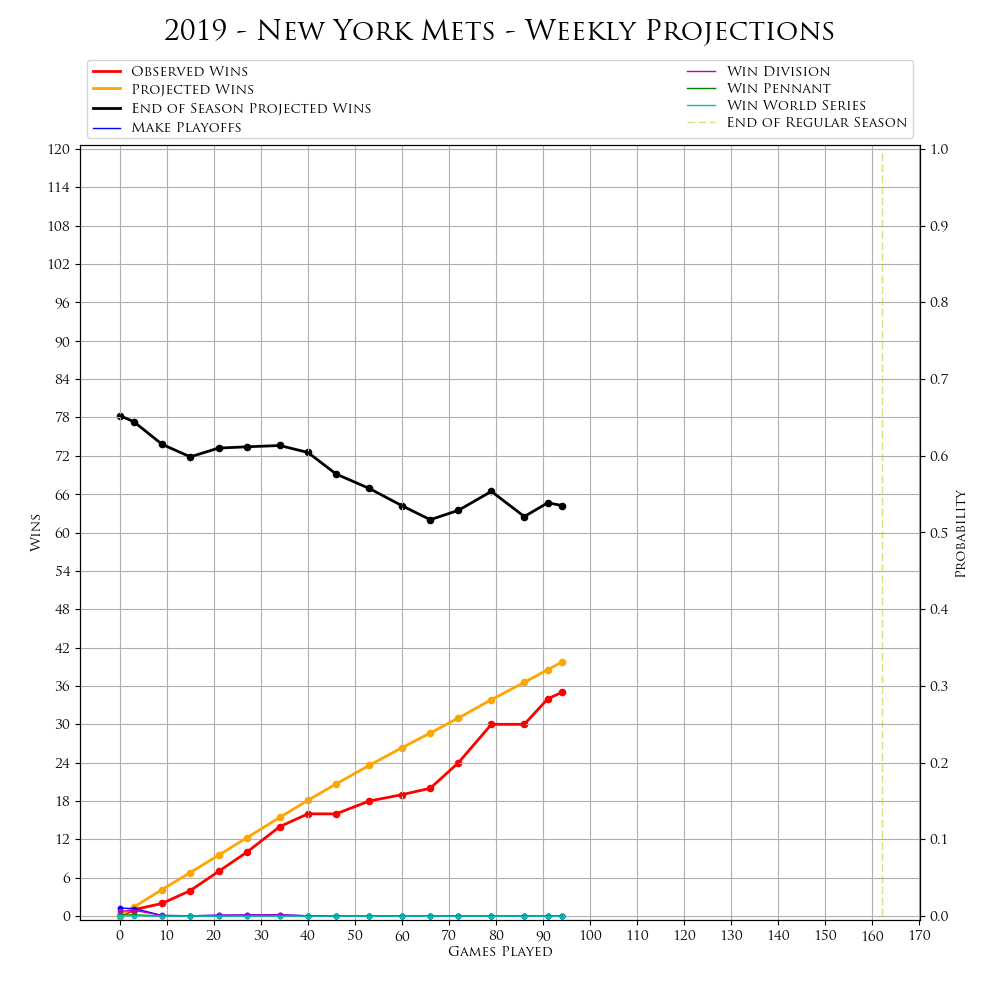 2019 - New York Mets - Weekly Projections
Observed Wins
Projected Wins
End of Season Projected Wins
Make Playoffs
Win Division
Win Pennant
Win World Series
End of Regular Season
120
114
108
102
96
90
84
78
72
66
60
54
48
42
36
30
24
18
12
6
0
Wins
1.0
0.9
0.8
0.7
0.6
0.5
0.4
0.3
0.2
0.1
0.0
Probability
0 10 20 30 40 50 60 70 80 90 100 110 120 130 140 150 160 170
Games Played